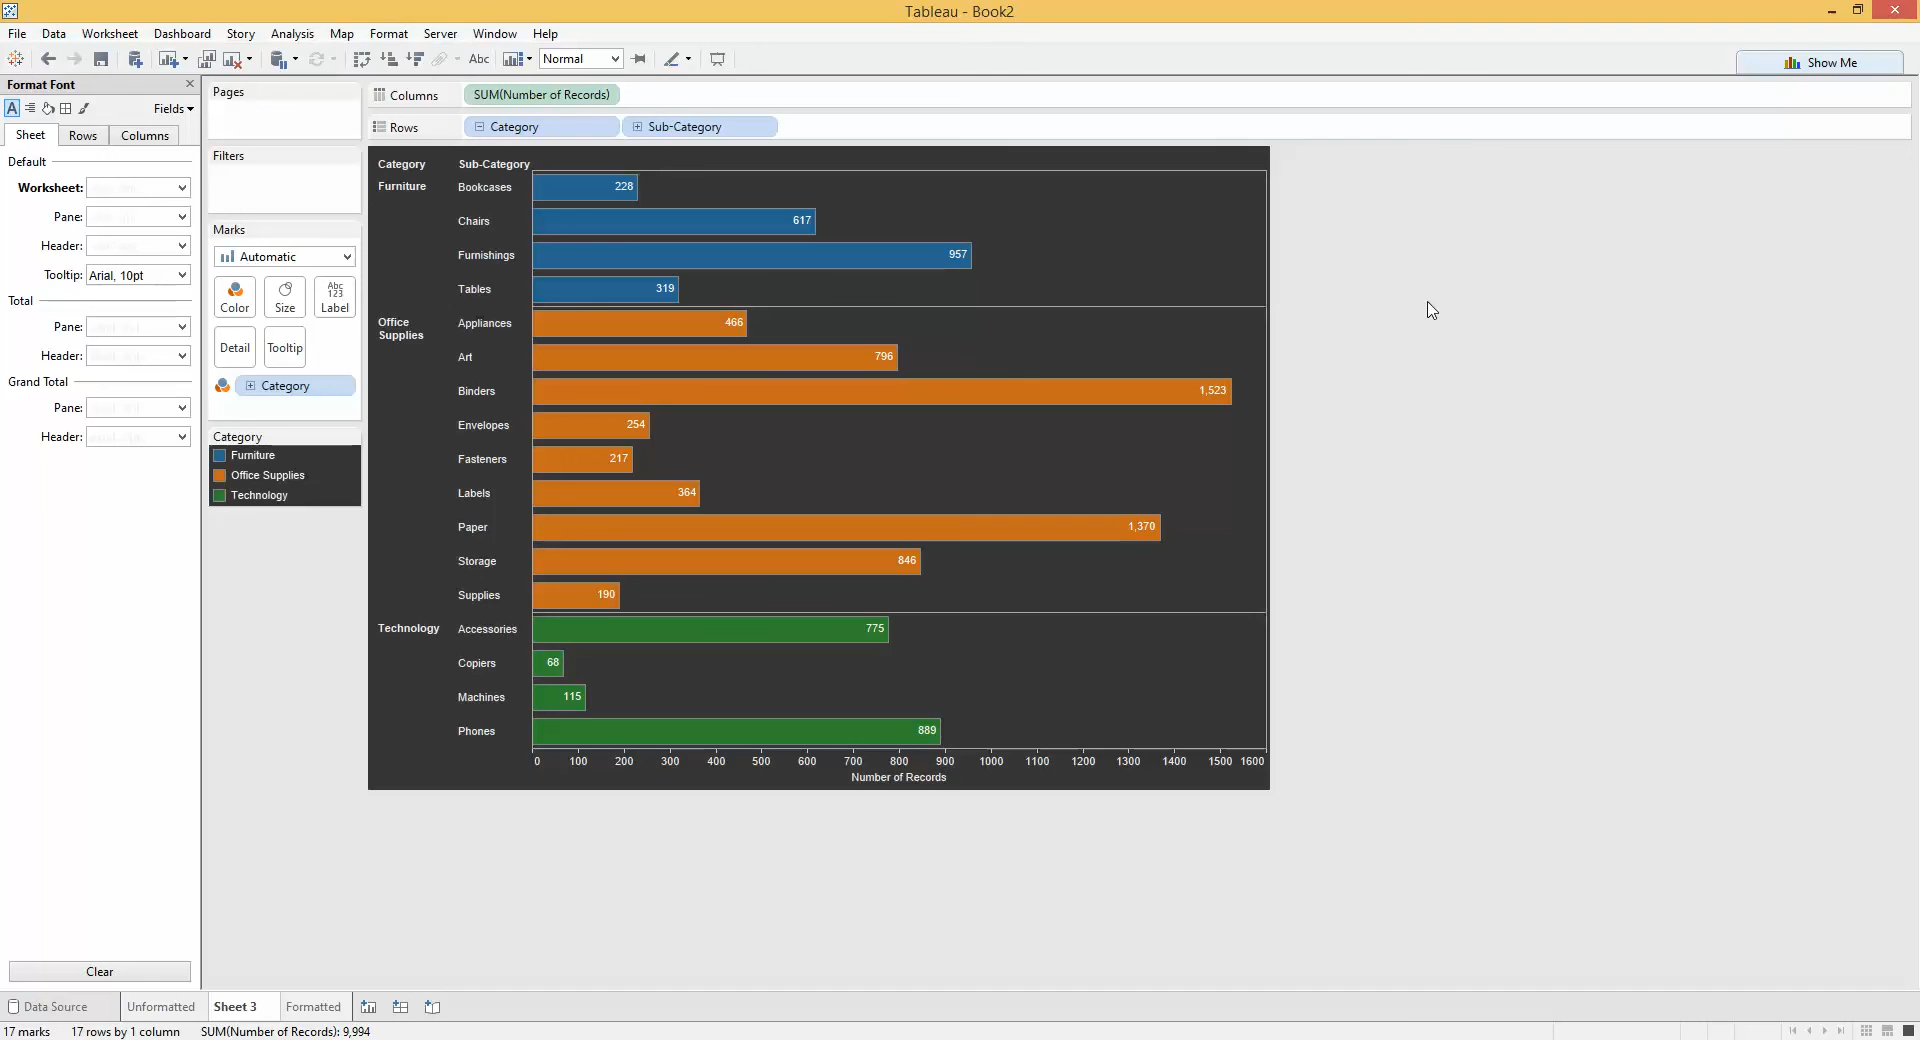 Tableau - Book2
File Data Worksheet Dashboard Story Analysis Map Format Server Window Help
Abc Normal Show Me
Format Font
Fields
Sheet Rows Columns
Default
Worksheet:
Pane:
Header:
Tooltip: Arial, 10pt
Total
Pane:
Header:
Grand Total
Pane:
Header:
Clear
Pages
Filters
Marks
Automatic
Color Size Abc 123 Label
Detail Tooltip
Category
Category
Furniture
Office Supplies
Technology
Columns SUM(Number of Records)
Rows Category Sub-Category
Category Sub-Category
Furniture Bookcases 228
Chairs 617
Furnishings 957
Tables 319
Office Supplies Appliances 466
Art 796
Binders 1,523
Envelopes 254
Fasteners 217
Labels 364
Paper 1,370
Storage 846
Supplies 190
Technology Accessories 775
Copiers 68
Machines 115
Phones 889
0 100 200 300 400 500 600 700 800 900 1000 1100 1200 1300 1400 1500 1600
Number of Records
Data Source Unformatted Sheet 3 Formatted
17 marks 17 rows by 1 column SUM(Number of Records): 9,994